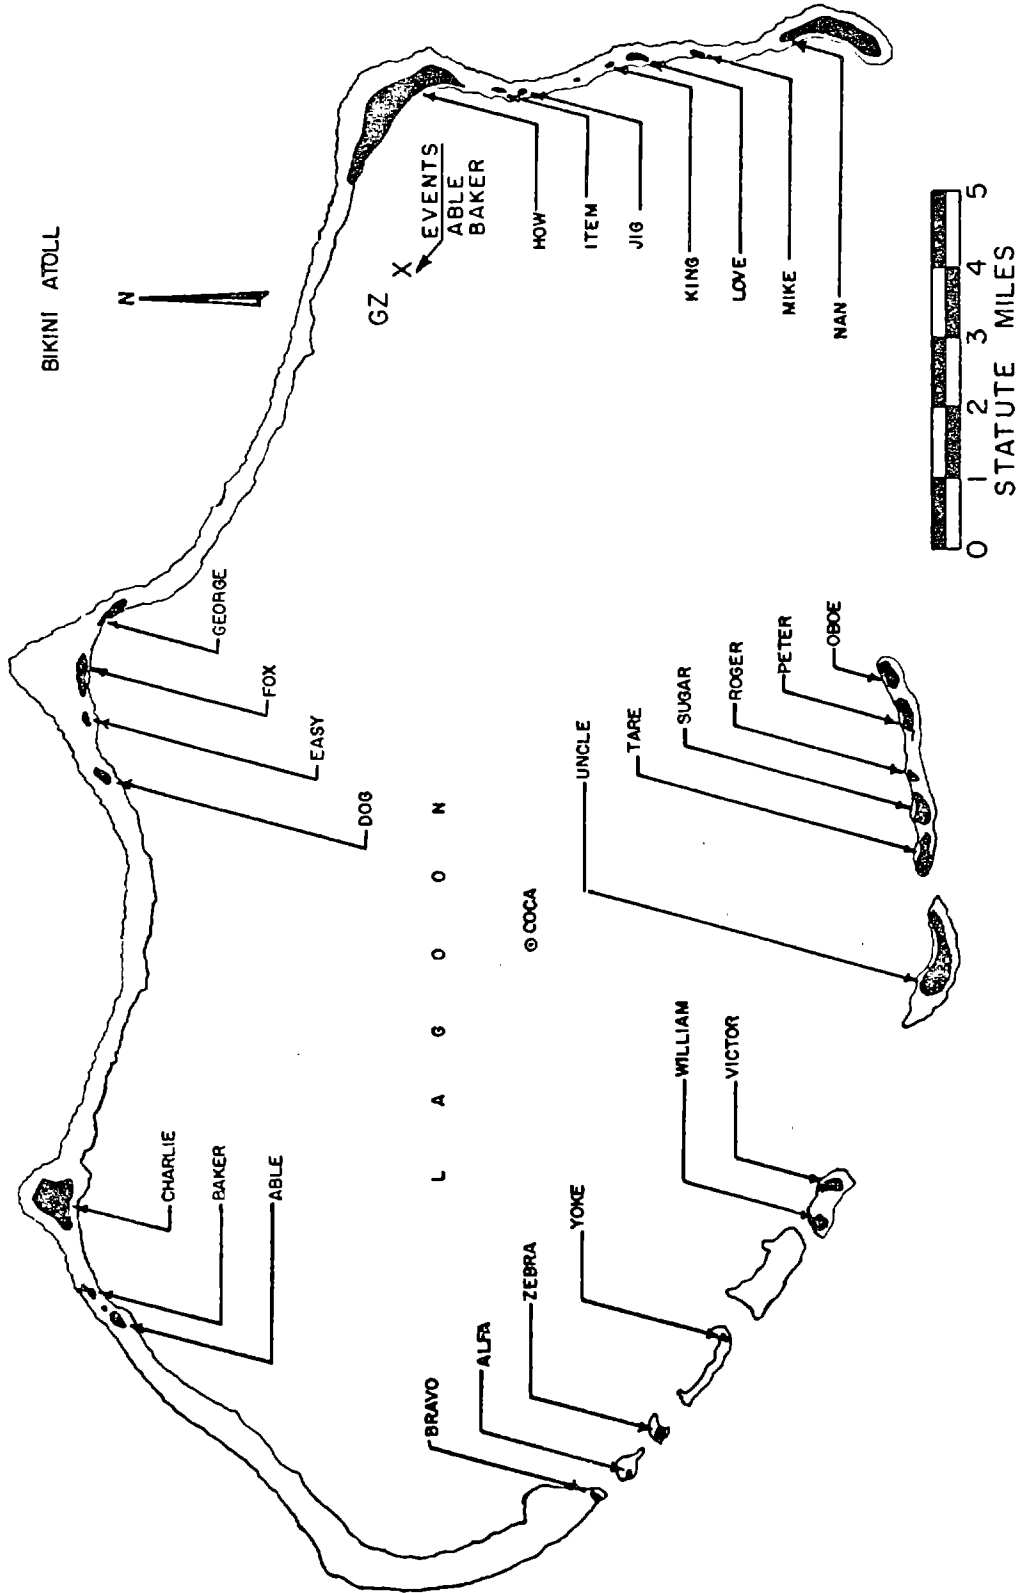 BIKINI ATOLL
N
GZ
X
EVENTS
ABLE
BAKER
HOW
ITEM
JIG
KING
LOVE
MIKE
NAN
GEORGE
FOX
EASY
DOG
CHARLIE
BAKER
ABLE
LAGOON
COCA
BRAVO
ALFA
ZEBRA
YOKE
WILLIAM
VICTOR
UNCLE
TARE
SUGAR
ROGER
PETER
OBOE
0 1 2 3 4 5
STATUTE MILES